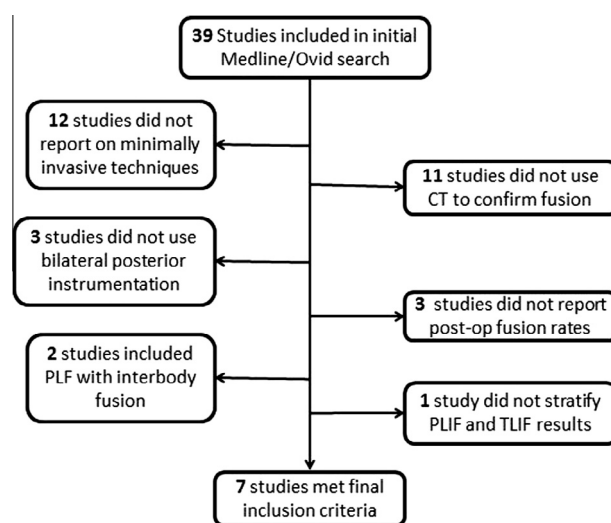 39 Studies included in initial
Medline/Ovid search
12 studies did not
report on minimally
invasive techniques
11 studies did not use
CT to confirm fusion
3 studies did not use
bilateral posterior
instrumentation
3 studies did not report
post-op fusion rates
2 studies included
PLF with interbody
fusion
1 study did not stratify
PLIF and TLIF results
7 studies met final
inclusion criteria